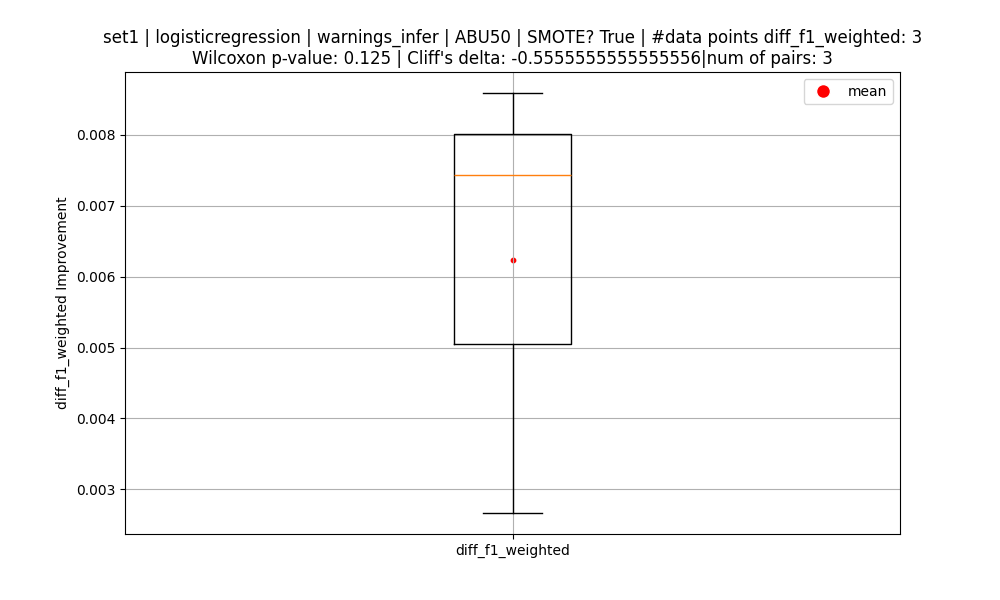 set1 | logisticregression | warnings_infer | ABU50 | SMOTE? True | #data points diff_f1_weighted: 3
Wilcoxon p-value: 0.125 | Cliff's delta: -0.5555555555555556|num of pairs: 3
mean
0.008
0.007
0.006
0.005
0.004
0.003
diff_f1_weighted Improvement
diff_f1_weighted